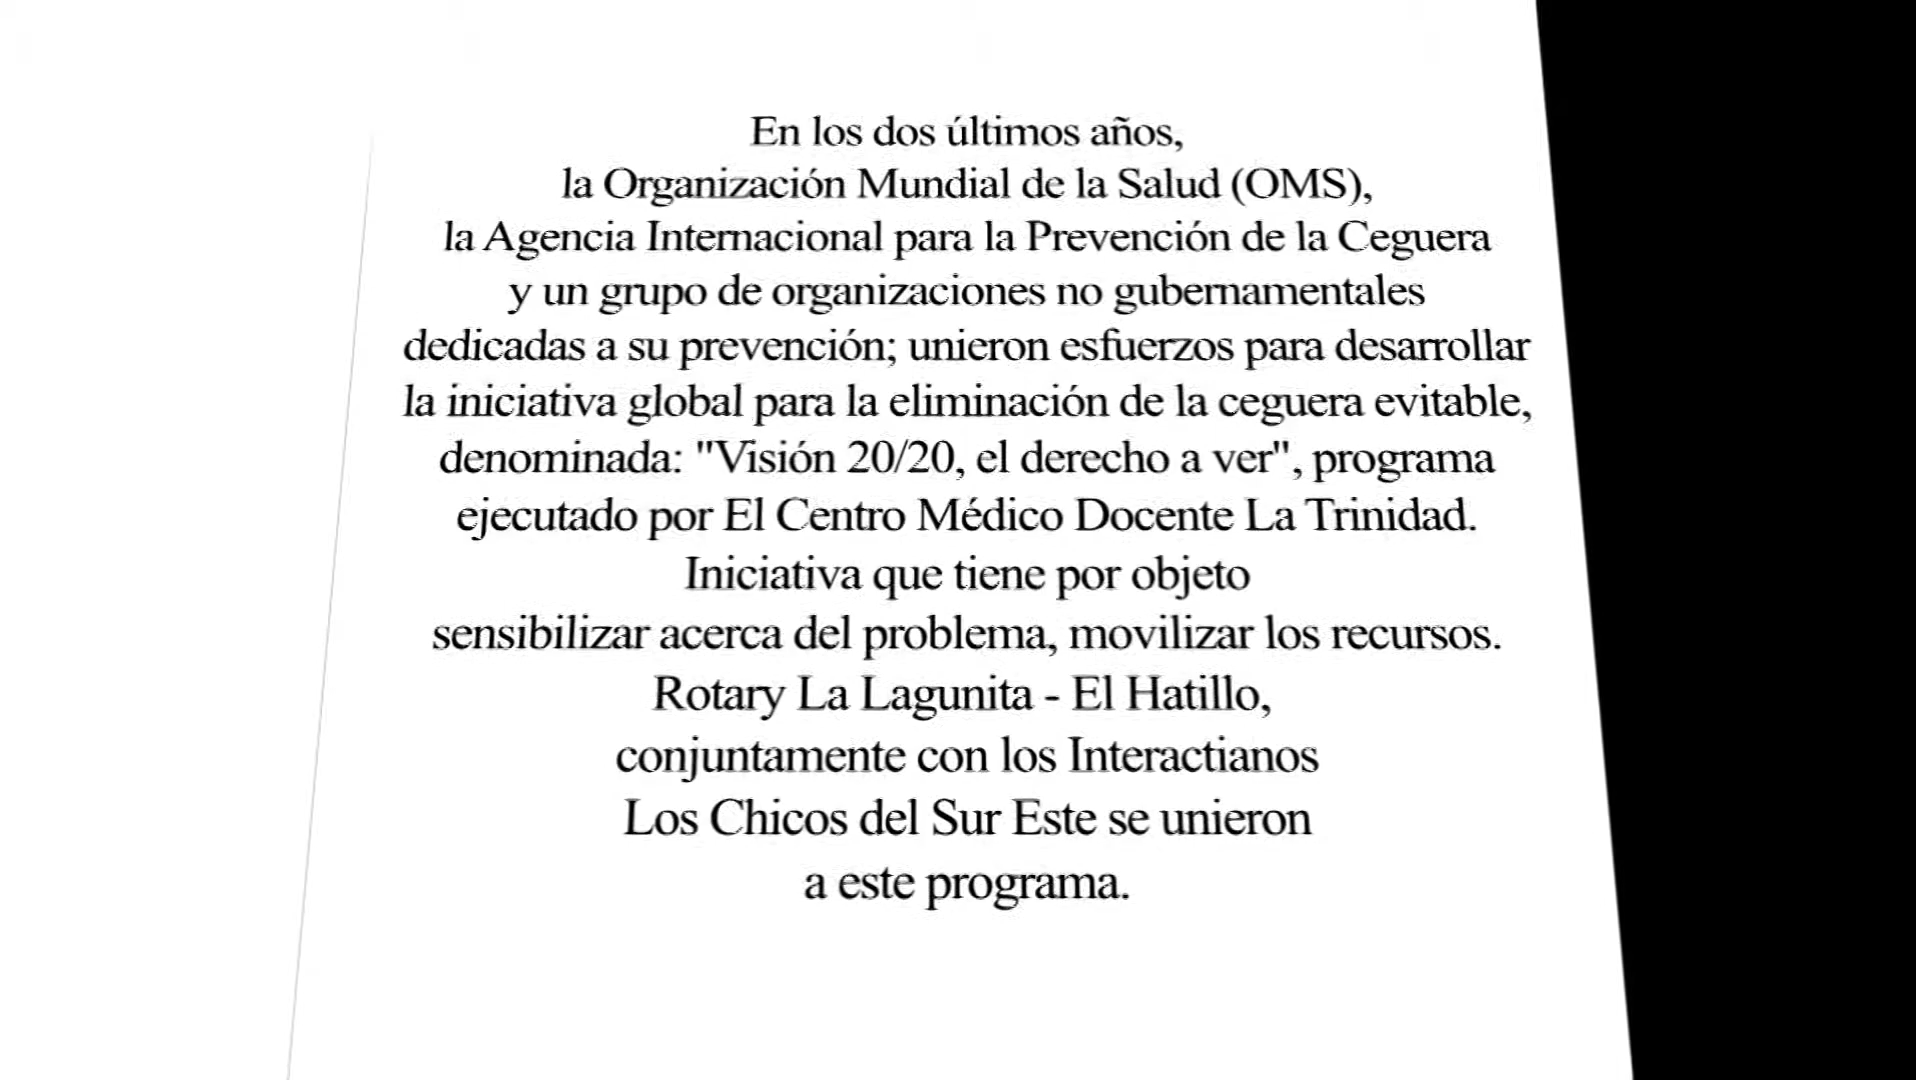 En los dos últimos años,
la Organización Mundial de la Salud (OMS),
la Agencia Internacional para la Prevención de la Ceguera
y un grupo de organizaciones no gubernamentales
dedicadas a su prevención; unieron esfuerzos para desarrollar
la iniciativa global para la eliminación de la ceguera evitable,
denominada: "Visión 20/20, el derecho a ver", programa
ejecutado por El Centro Médico Docente La Trinidad.
Iniciativa que tiene por objeto
sensibilizar acerca del problema, movilizar los recursos.
Rotary La Lagunita - El Hatillo,
conjuntamente con los Interactianos
Los Chicos del Sur Este se unieron
a este programa.